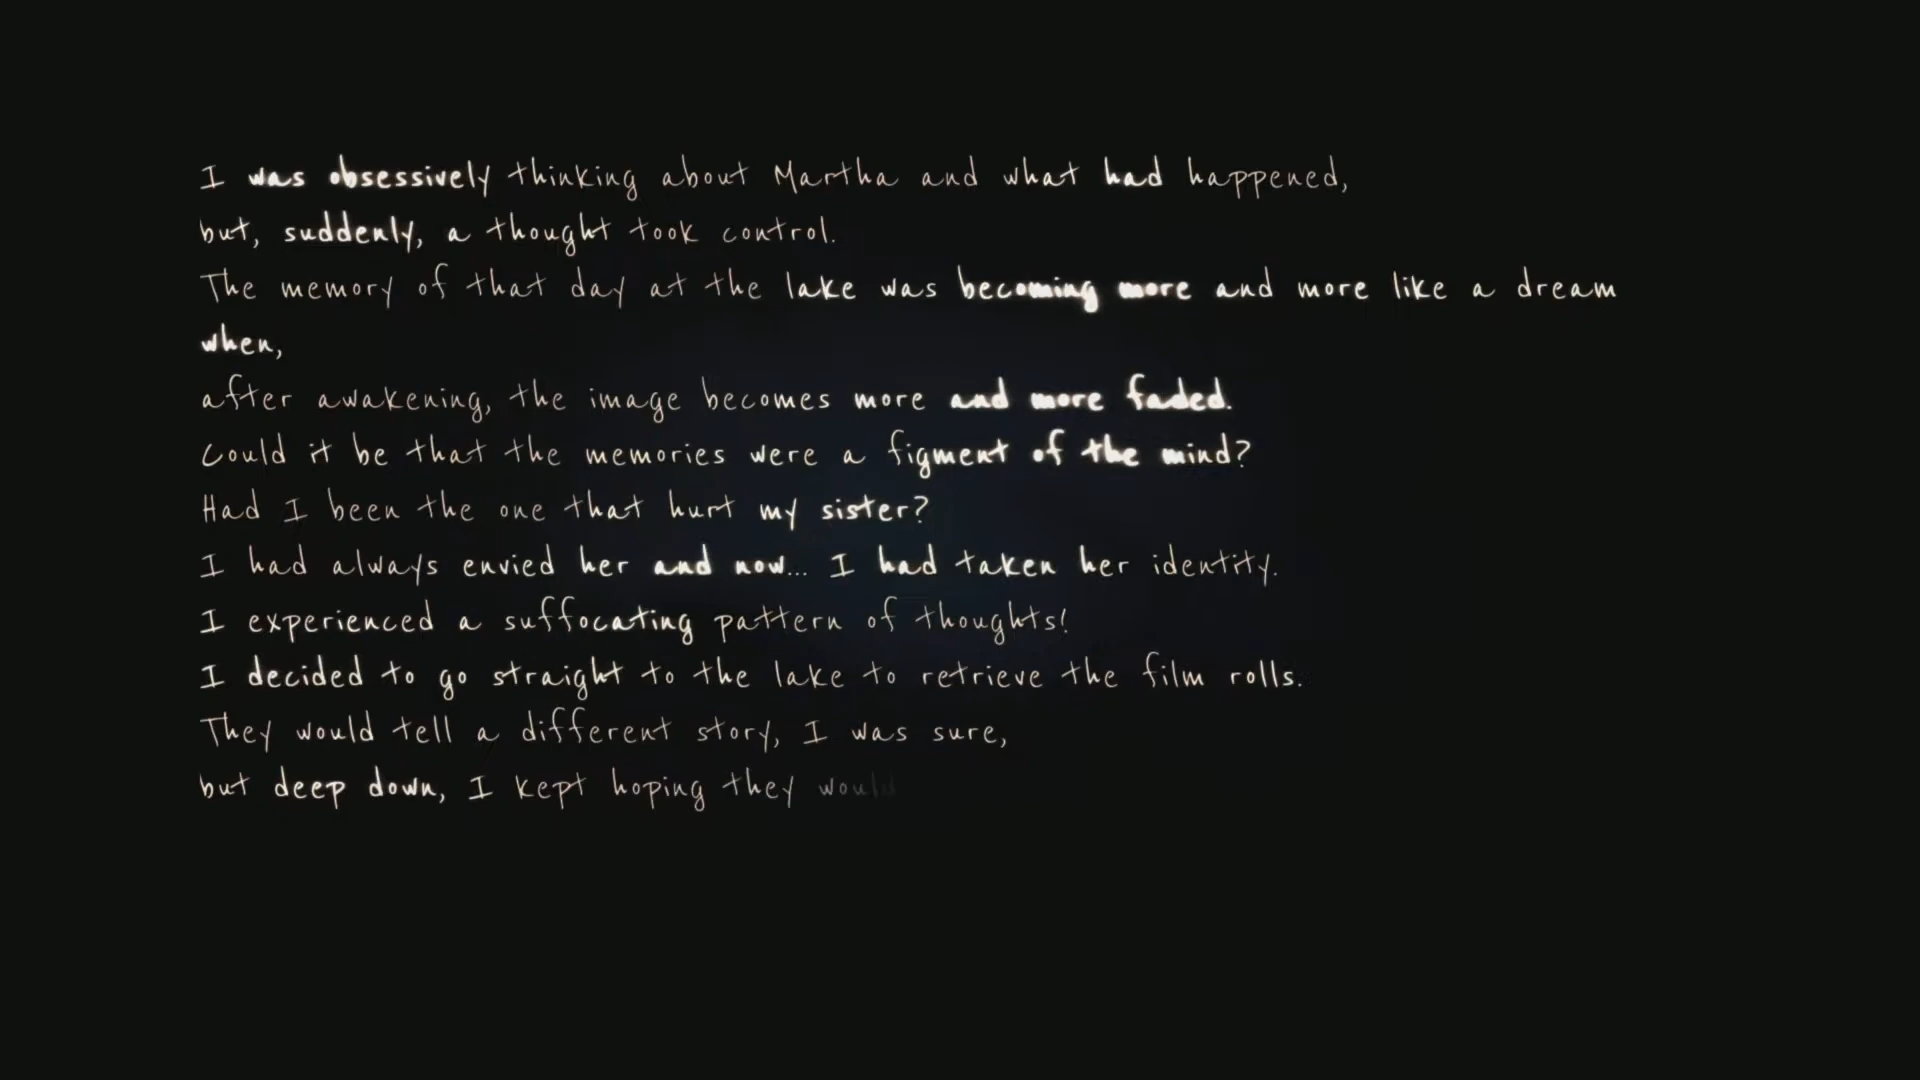 I was obsessively thinking about Martha and what had happened,
but, suddenly, a thought took control.
The memory of that day at the lake was becoming more and more like a dream
when,
after awakening, the image becomes more and more faded.
Could it be that the memories were a figment of the mind?
Had I been the one that hurt my sister?
I had always envied her and now... I had taken her identity.
I experienced a suffocating pattern of thoughts!
I decided to go straight to the lake to retrieve the film rolls.
They would tell a different story, I was sure,
but deep down, I kept hoping they would